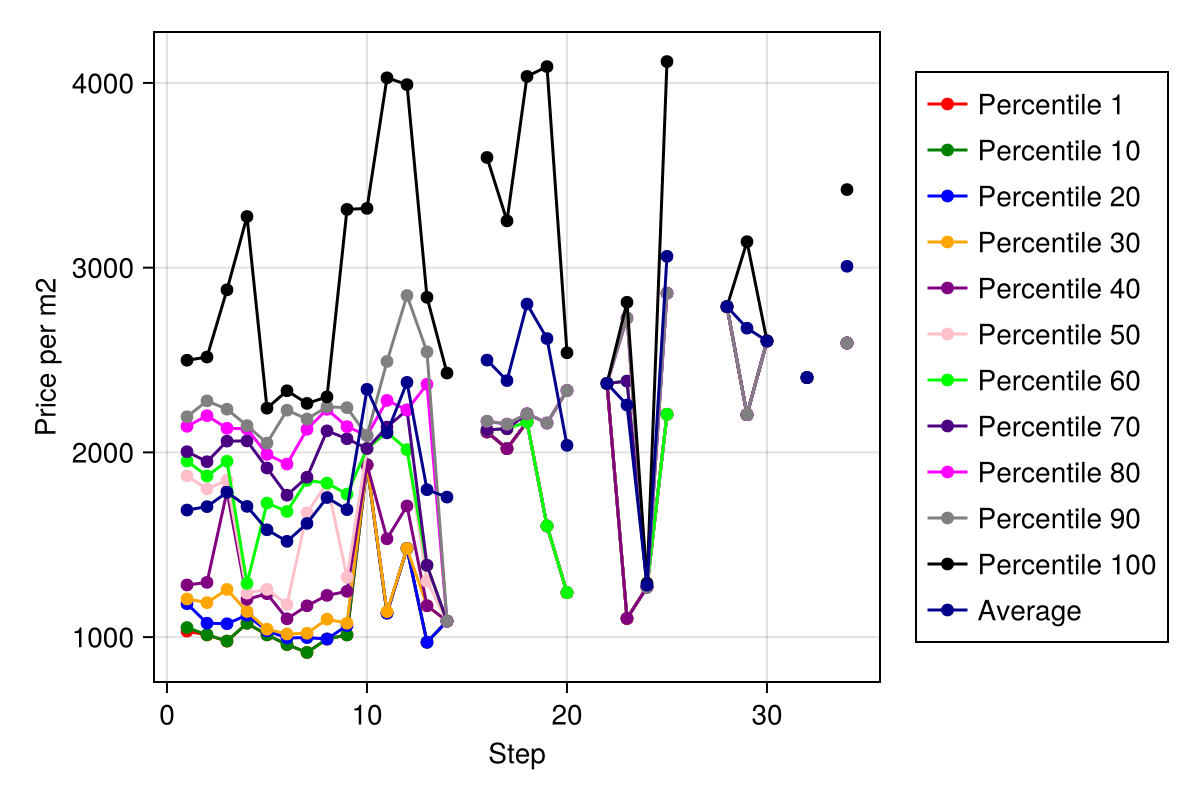 4000
3000
2000
1000
Price per m2
0
10
20
30
Step
Percentile 1
Percentile 10
Percentile 20
Percentile 30
Percentile 40
Percentile 50
Percentile 60
Percentile 70
Percentile 80
Percentile 90
Percentile 100
Average